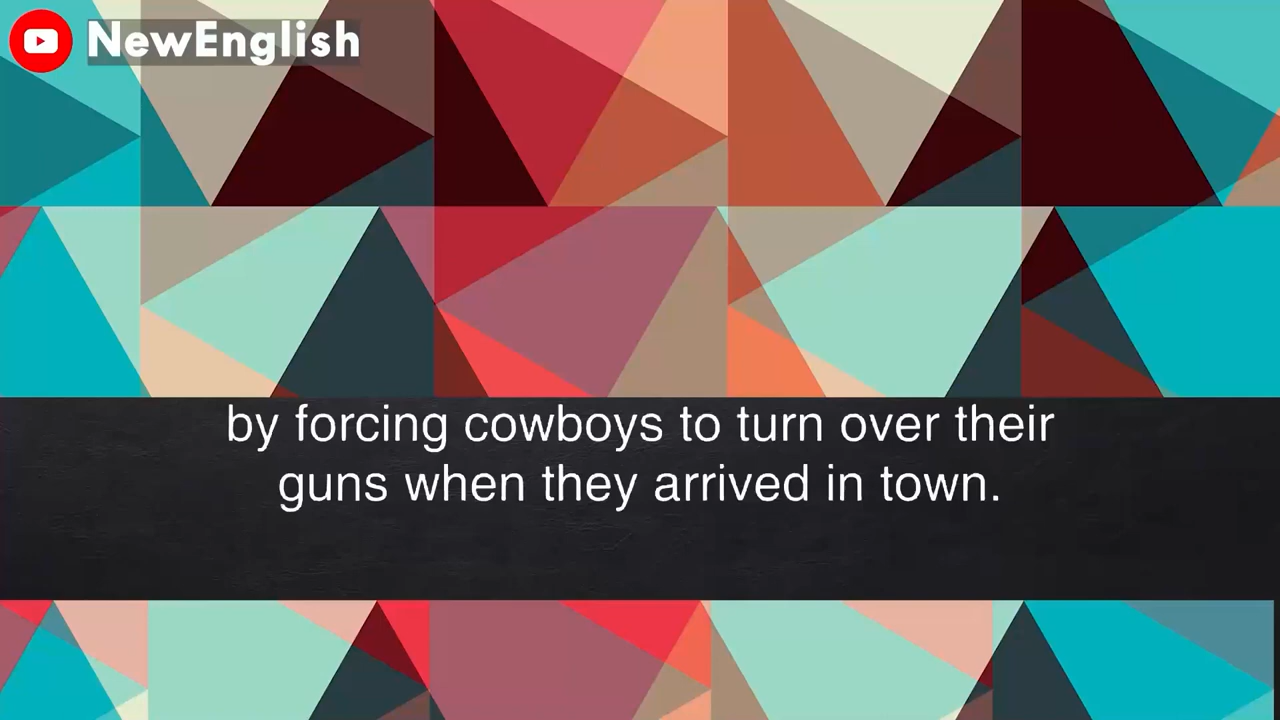 NewEnglish
by forcing cowboys to turn over their
guns when they arrived in town.